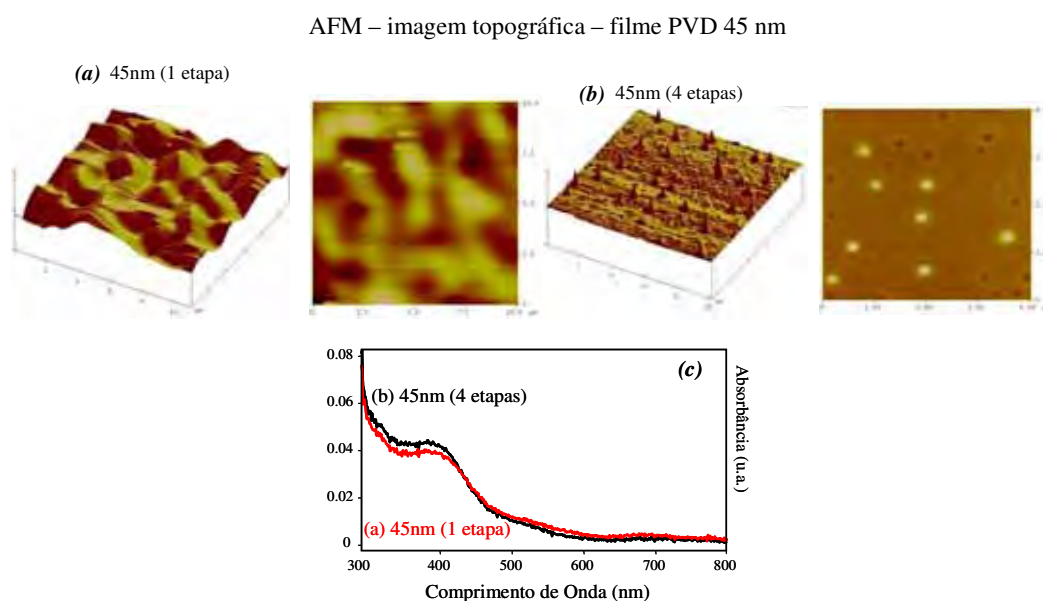 AFM – imagem topográfica – filme PVD 45 nm
(a) 45nm (1 etapa)
(b) 45nm (4 etapas)
(c)
0.08
0.06
0.04
0.02
0
(b) 45nm (4 etapas)
(a) 45nm (1 etapa)
Absorbância (u.a.)
300 400 500 600 700 800
Comprimento de Onda (nm)